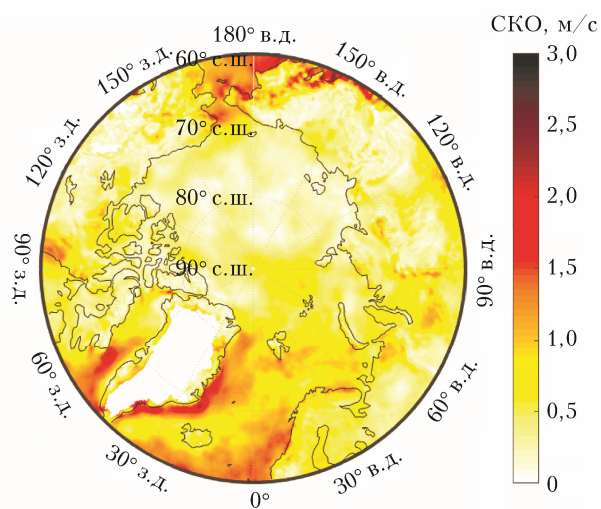 СКО, м/с
180° в.д.
150° з.д.
60° с.ш.
150° в.д.
3,0
120° з.д.
70° с.ш.
120° в.д.
2,5
80° с.ш.
2,0
90° з.д.
90° с.ш.
90° в.д.
1,5
1,0
60° з.д.
60° в.д.
0,5
30° з.д.
0°
30° в.д.
0